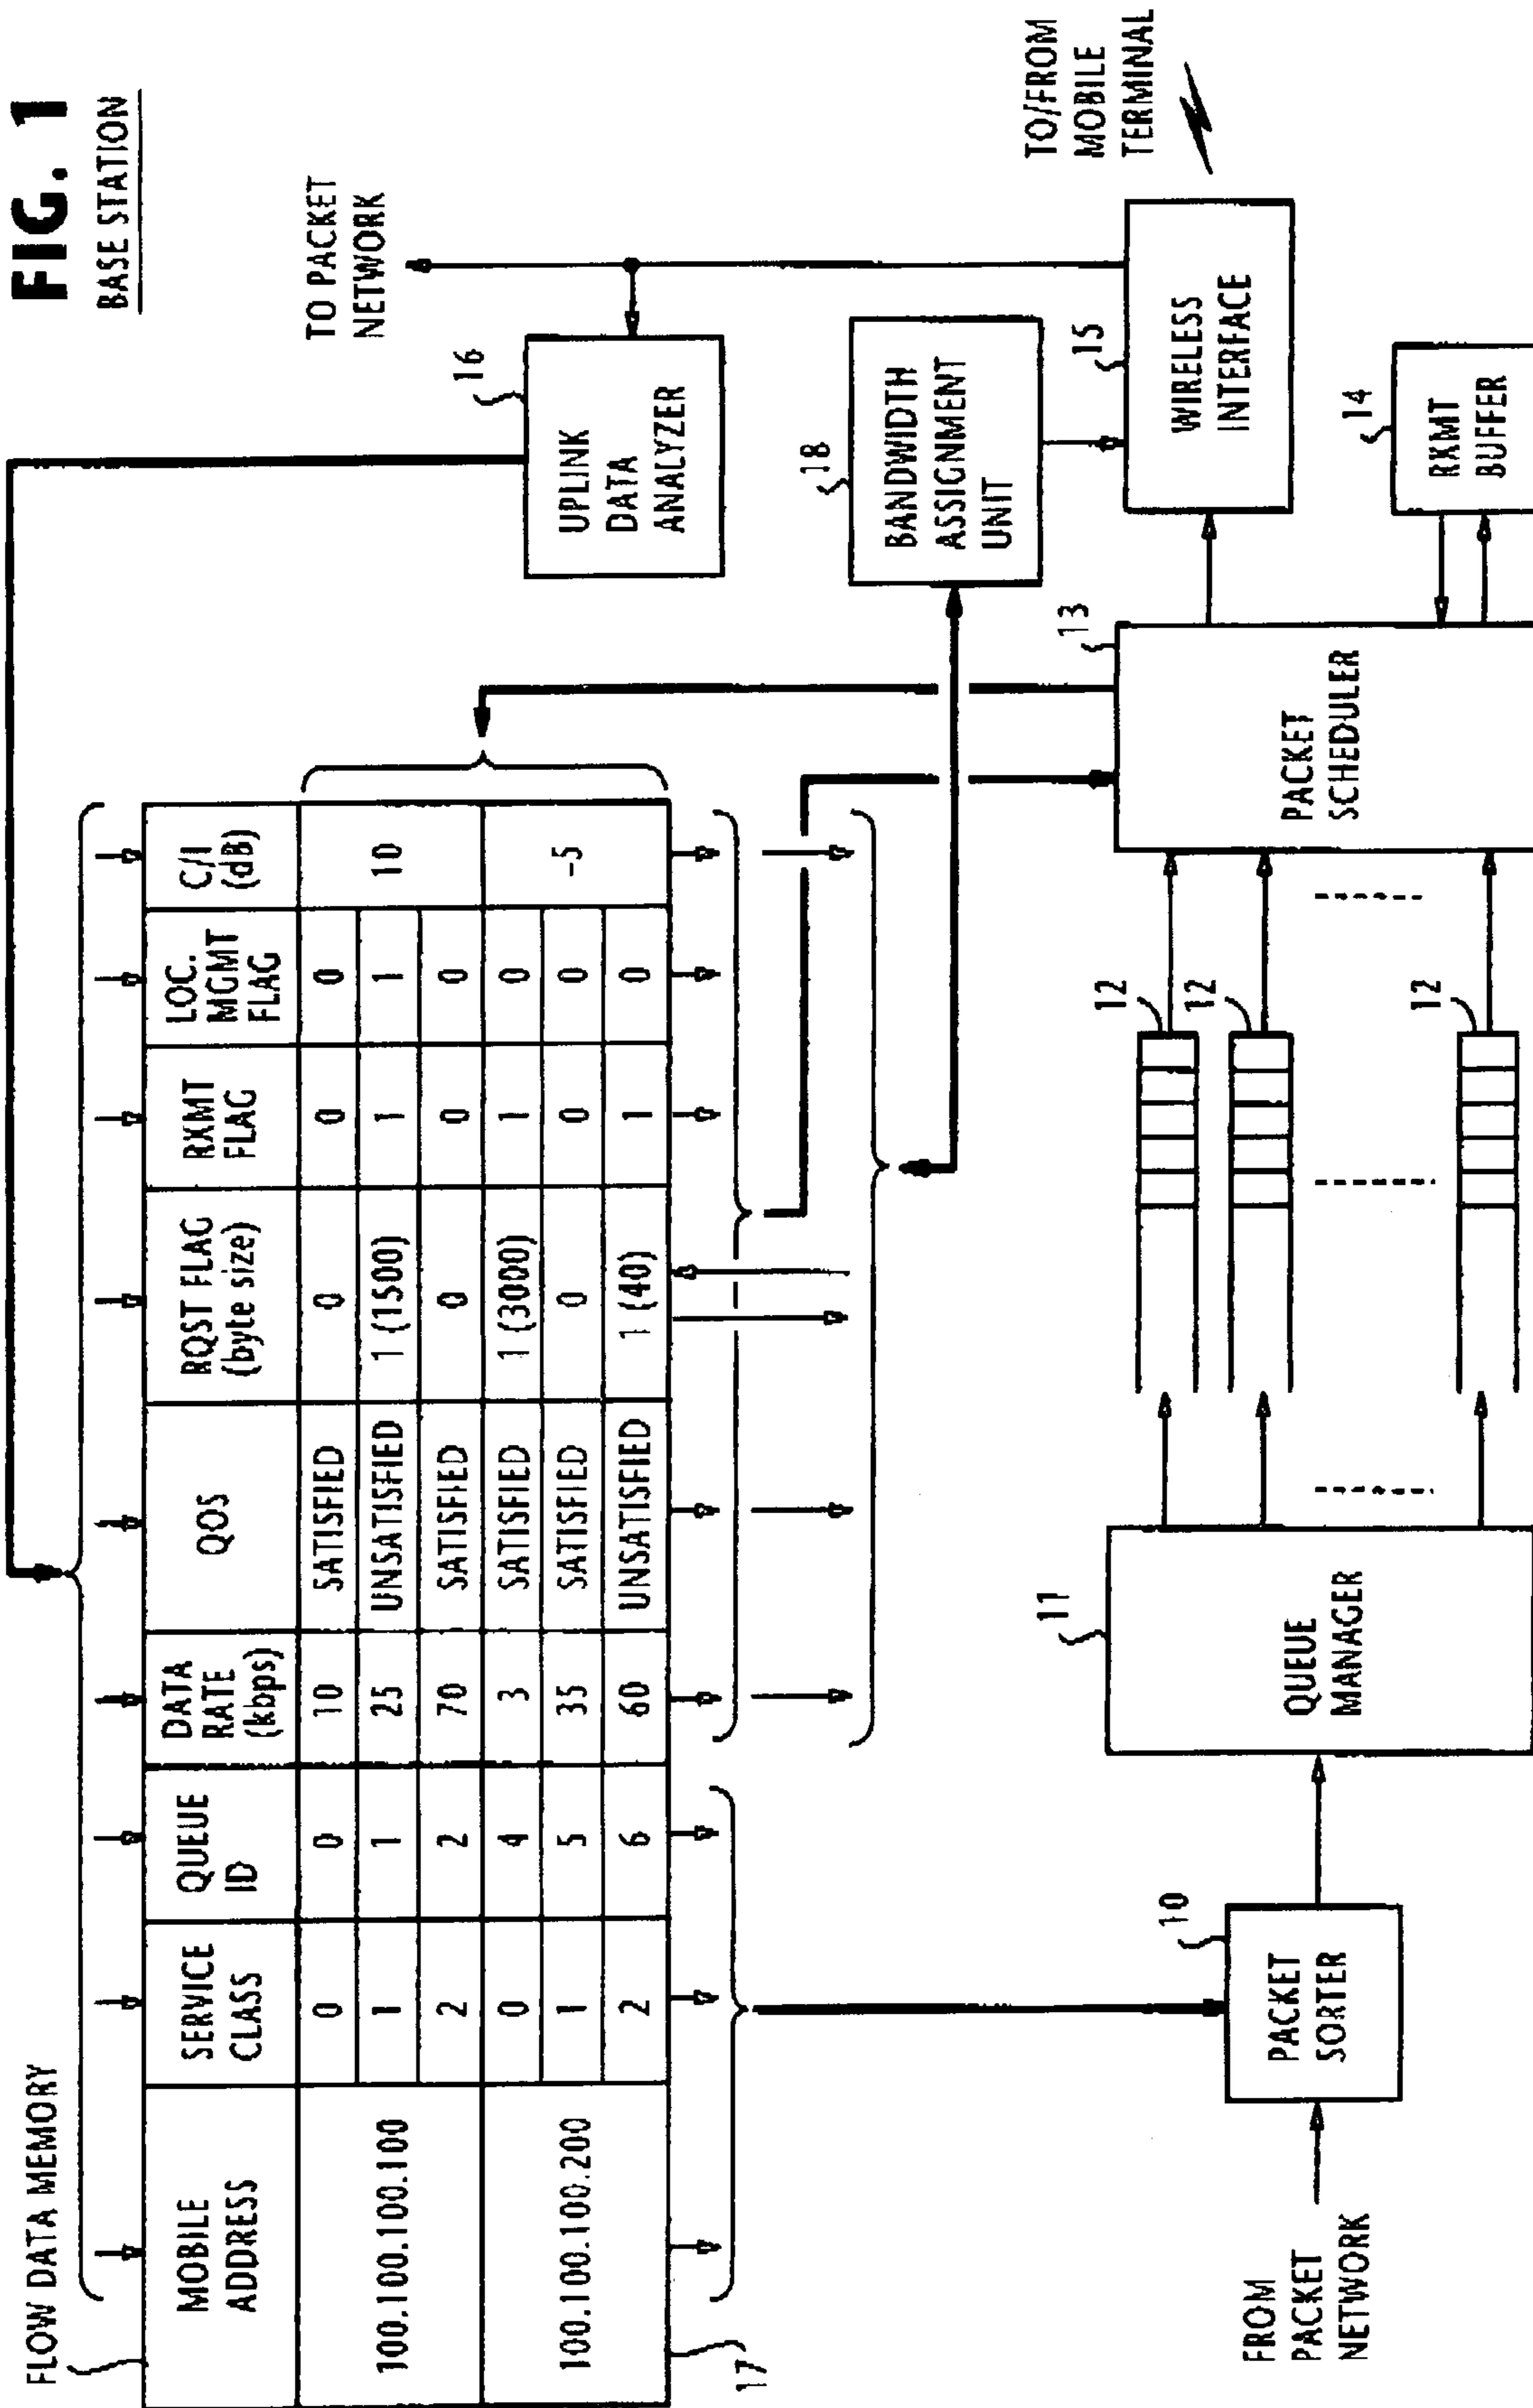 FIG. 1
BASE STATION
FLOW DATA MEMORY
MOBILE ADDRESS
SERVICE CLASS
QUEUE ID
DATA RATE (kbps)
QOS
RQST FLAG (byte size)
RXMT FLAG
LOC. MGMT FLAG
C/I (dB)
100.100.100.100
0 0 10 SATISFIED 0 0 0
10
1 1 25 UNSATISFIED 1 (1500) 1 1
2 2 70 SATISFIED 0 0 0
100.100.100.200
0 4 3 SATISFIED 1 (3000) 1 0
-5
1 5 35 SATISFIED 0 0 0
2 6 60 UNSATISFIED 1 (40) 1 0
17
TO PACKET
NETWORK
16
UPLINK
DATA
ANALYZER
18
BANDWIDTH
ASSIGNMENT
UNIT
TO/FROM
MOBILE
TERMINAL
15
WIRELESS
INTERFACE
FROM
PACKET
NETWORK
10
PACKET
SORTER
11
QUEUE
MANAGER
12
12
12
13
PACKET
SCHEDULER
14
RXMT
BUFFER